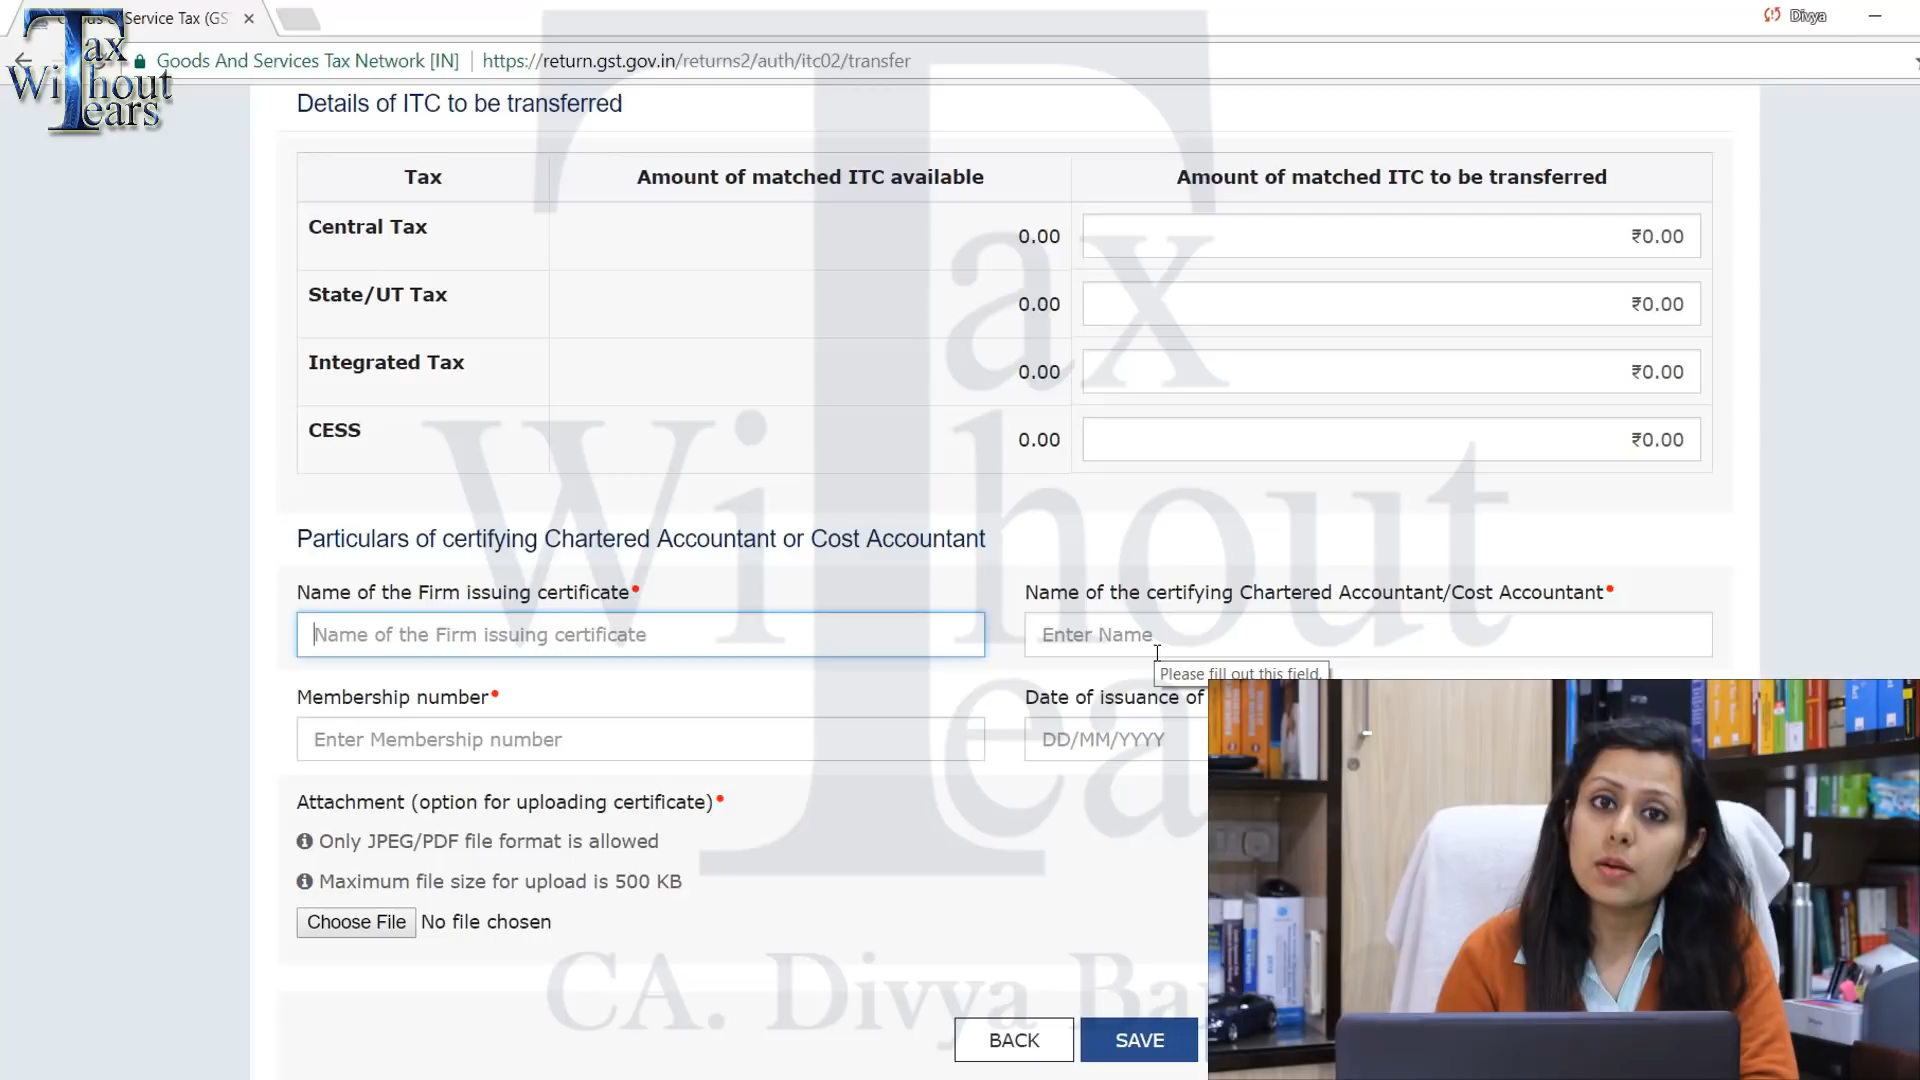 Goods & Service Tax (GS
Divya
Tax
Without
Tears
Goods And Services Tax Network [IN]
https://return.gst.gov.in/returns2/auth/itc02/transfer
Details of ITC to be transferred
Tax
Amount of matched ITC available
Amount of matched ITC to be transferred
Central Tax
0.00
₹0.00
State/UT Tax
0.00
₹0.00
Integrated Tax
0.00
₹0.00
CESS
0.00
₹0.00
Tax
Without
Tea
Particulars of certifying Chartered Accountant or Cost Accountant
Name of the Firm issuing certificate•
Name of the certifying Chartered Accountant/Cost Accountant•
Name of the Firm issuing certificate
Enter Name
Please fill out this field.
Membership number•
Date of issuance of
Enter Membership number
DD/MM/YYYY
Attachment (option for uploading certificate)•
Only JPEG/PDF file format is allowed
Maximum file size for upload is 500 KB
Choose File No file chosen
CA. Divya Ba
BACK
SAVE